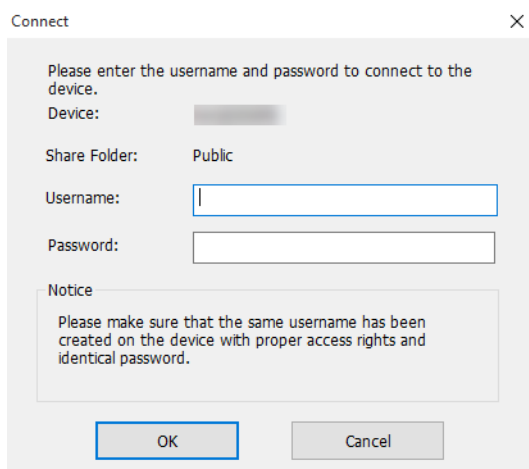 Connect
Please enter the username and password to connect to the
device.
Device:
Share Folder: Public
Username:
Password:
Notice
Please make sure that the same username has been
created on the device with proper access rights and
identical password.
OK Cancel